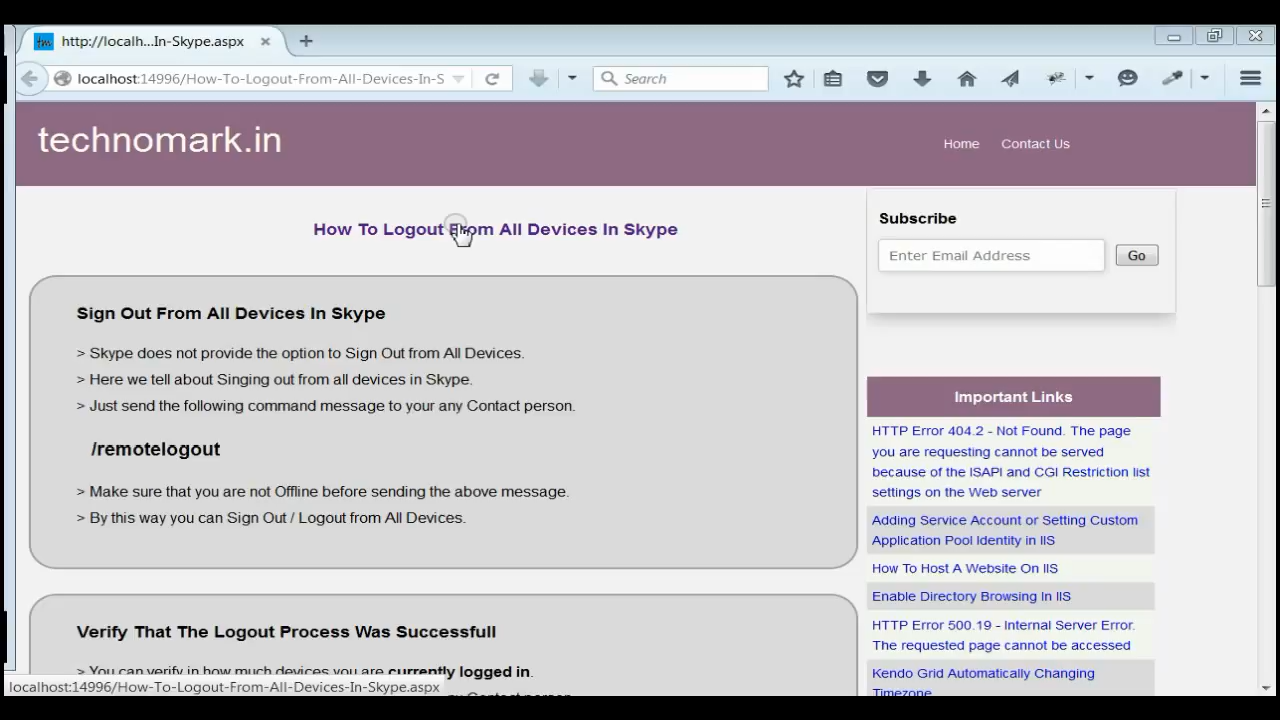 http://localh...In-Skype.aspx
localhost:14996/How-To-Logout-From-All-Devices-In-S
Search
technomark.in
Home
Contact Us
How To Logout From All Devices In Skype
Sign Out From All Devices In Skype
> Skype does not provide the option to Sign Out from All Devices.
> Here we tell about Singing out from all devices in Skype.
> Just send the following command message to your any Contact person.
/remotelogout
> Make sure that you are not Offline before sending the above message.
> By this way you can Sign Out / Logout from All Devices.
Verify That The Logout Process Was Successfull
> You can verify in how much devices you are currently logged in.
Subscribe
Enter Email Address
Go
Important Links
HTTP Error 404.2 - Not Found. The page
you are requesting cannot be served
because of the ISAPI and CGI Restriction list
settings on the Web server
Adding Service Account or Setting Custom
Application Pool Identity in IIS
How To Host A Website On IIS
Enable Directory Browsing In IIS
HTTP Error 500.19 - Internal Server Error.
The requested page cannot be accessed
Kendo Grid Automatically Changing
Timezone
localhost:14996/How-To-Logout-From-All-Devices-In-Skype.aspx